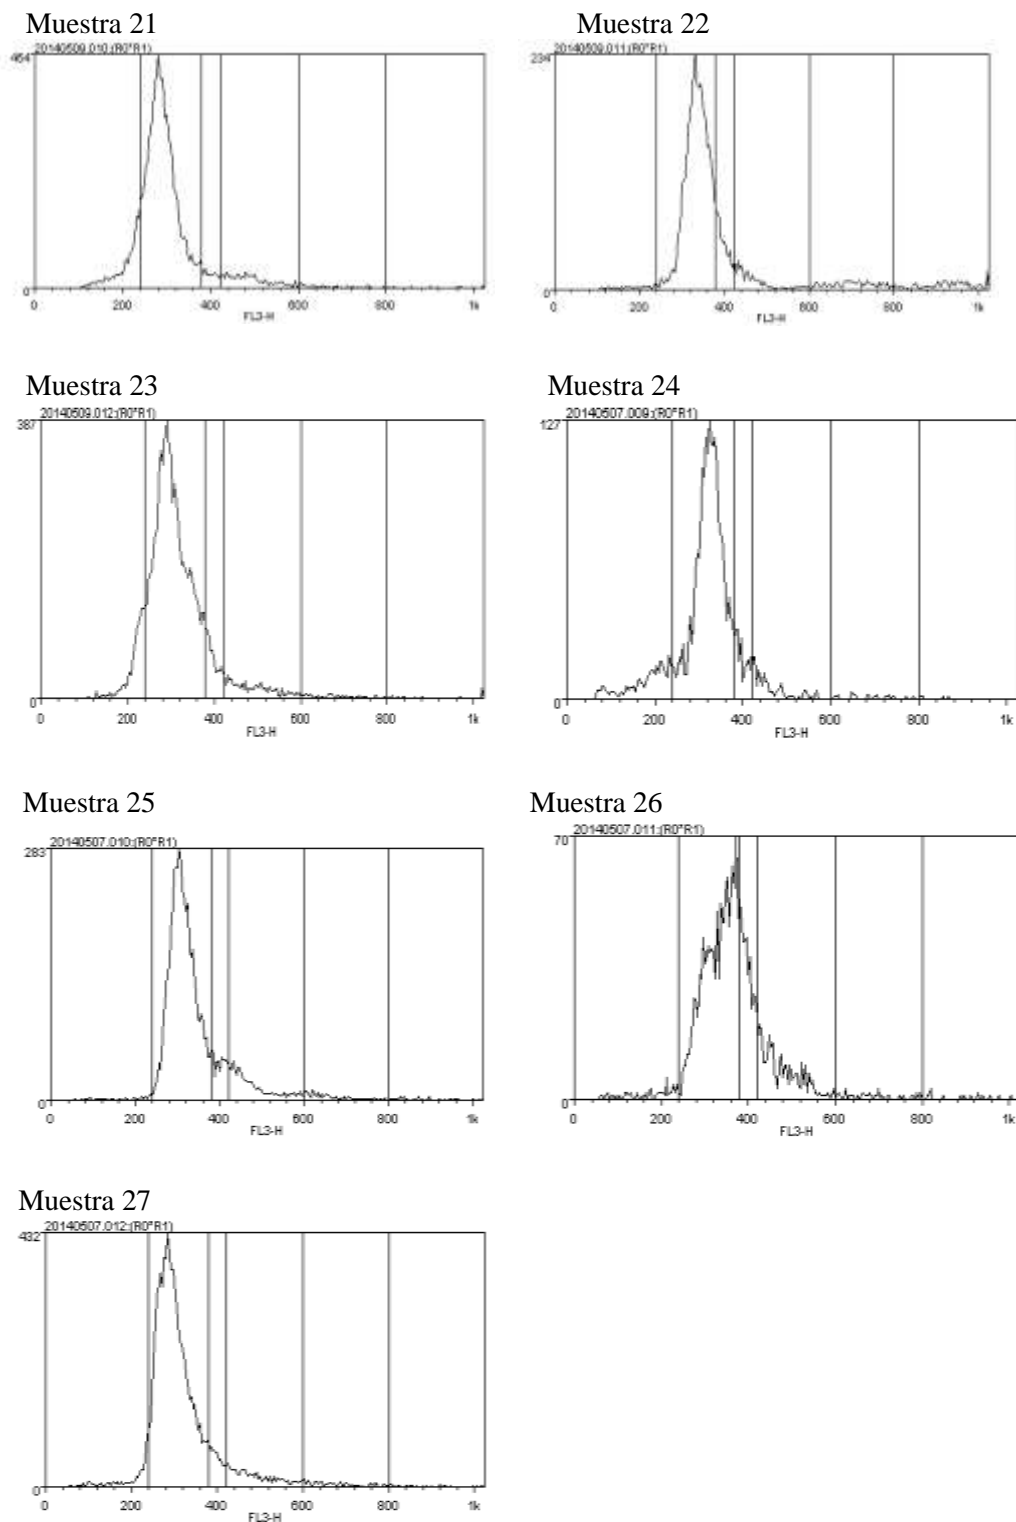 Muestra 21
20140509.010:(R0*R1)
454
0
0 200 400 600 800 1k
FL3-H
Muestra 22
20140509.011:(R0*R1)
234
0
0 200 400 600 800 1k
FL3-H
Muestra 23
20140509.012:(R0*R1)
387
0
0 200 400 600 800 1k
FL3-H
Muestra 24
20140507.009:(R0*R1)
127
0
0 200 400 600 800 1k
FL3-H
Muestra 25
20140507.010:(R0*R1)
283
0
0 200 400 600 800 1k
FL3-H
Muestra 26
20140507.011:(R0*R1)
70
0
0 200 400 600 800 1k
FL3-H
Muestra 27
20140507.012:(R0*R1)
432
0
0 200 400 600 800 1k
FL3-H